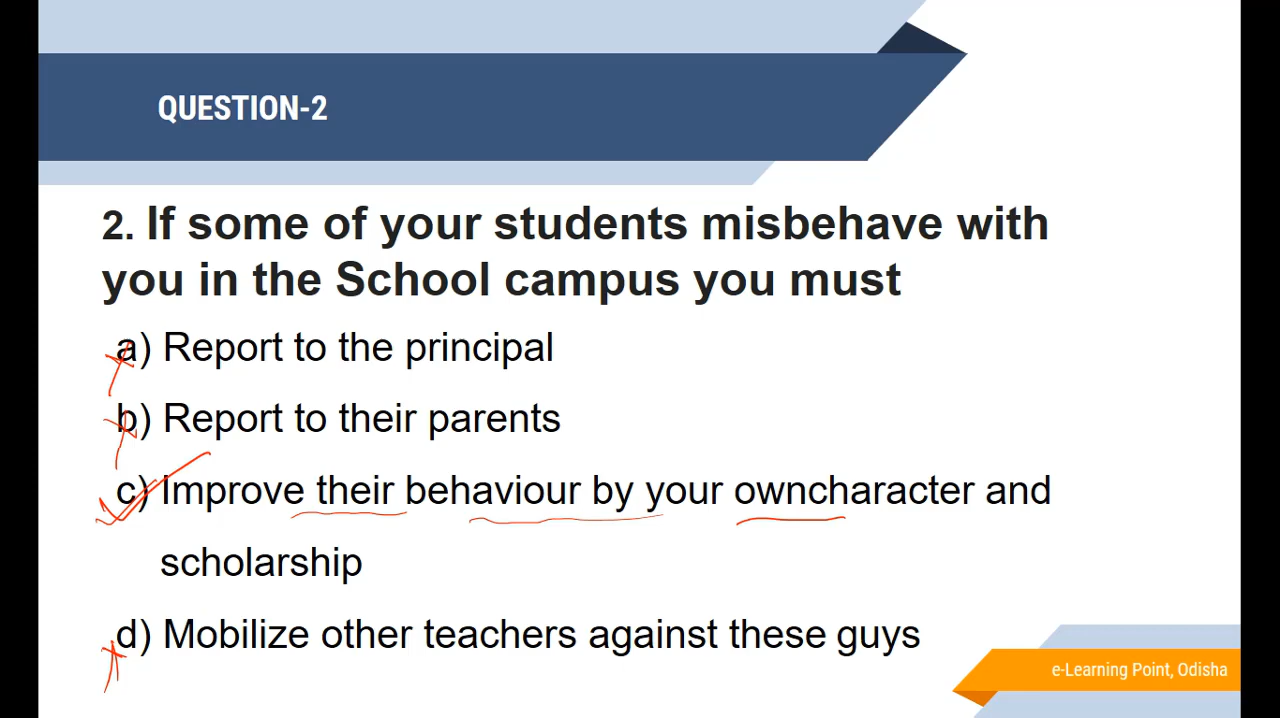 QUESTION-2
2. If some of your students misbehave with
you in the School campus you must
a) Report to the principal
b) Report to their parents
c) Improve their behaviour by your owncharacter and
scholarship
d) Mobilize other teachers against these guys
e-Learning Point, Odisha